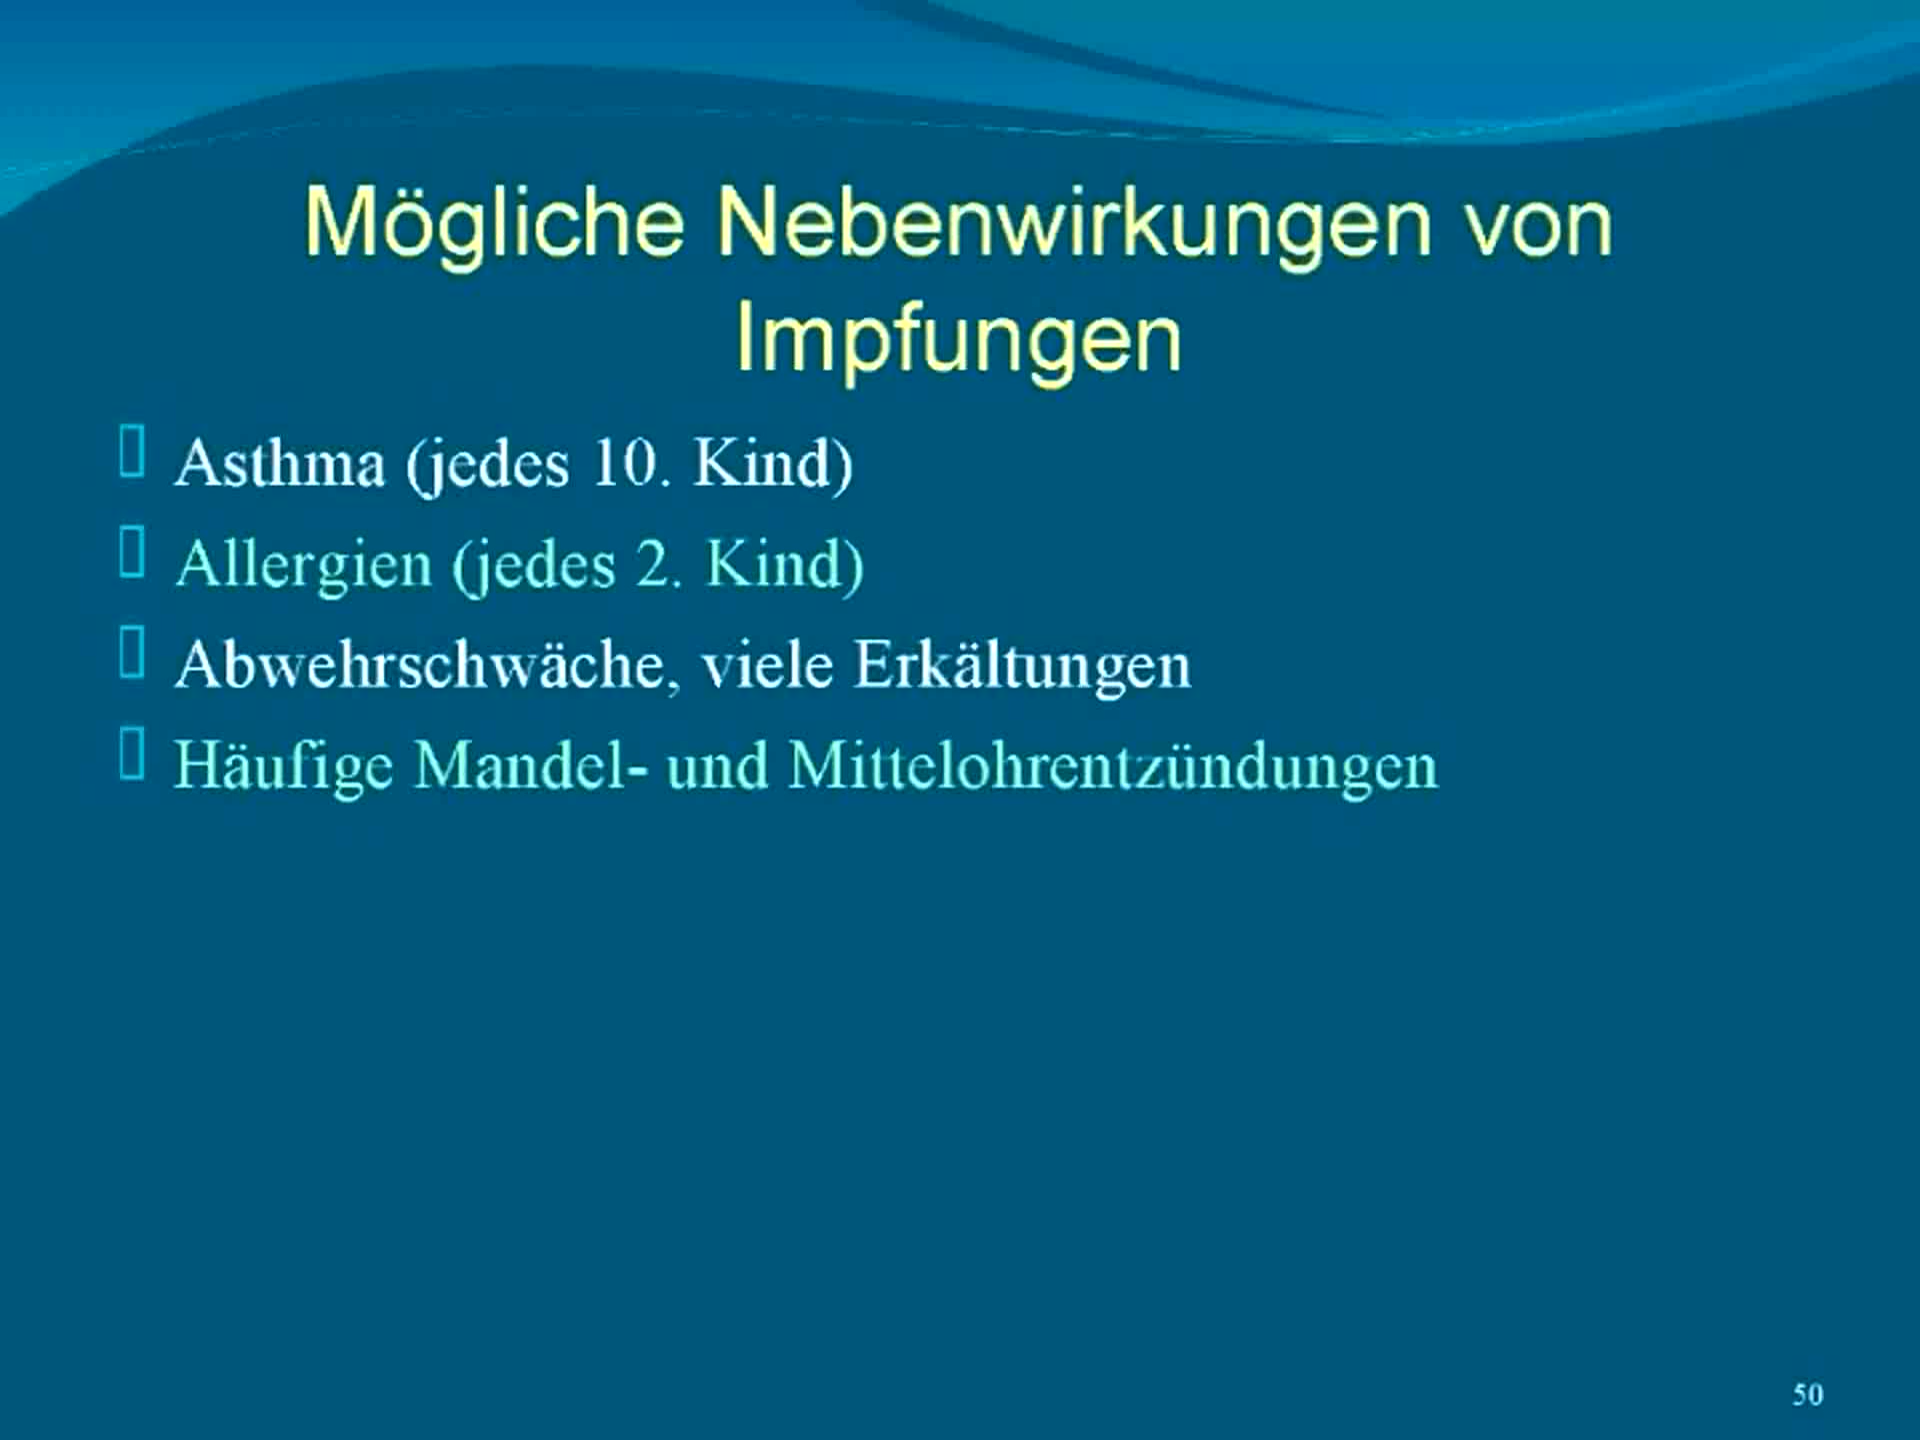 Mögliche Nebenwirkungen von
Impfungen
Asthma (jedes 10. Kind)
Allergien (jedes 2. Kind)
Abwehrschwäche, viele Erkältungen
Häufige Mandel- und Mittelohrentzündungen
50